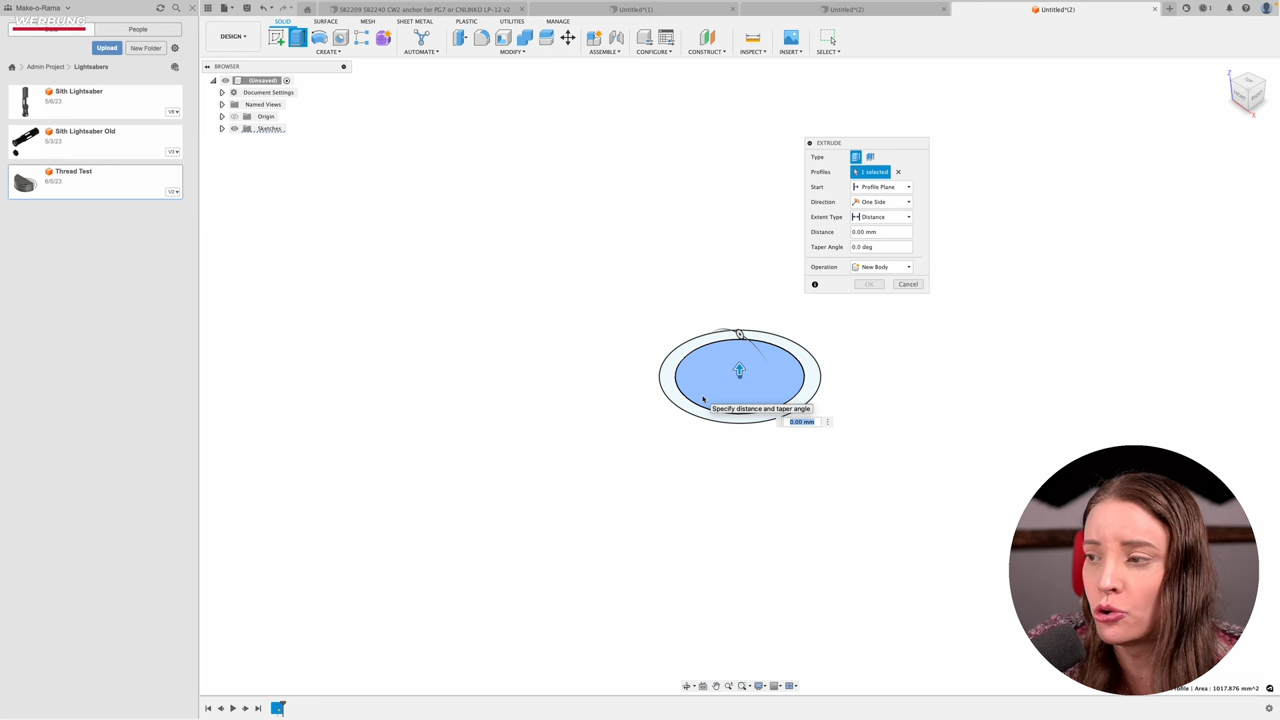 Make-o-Rama
WERBUNG
People
Upload
New Folder
Admin Project
Lightsabers
Sith Lightsaber
5/8/23
V8
Sith Lightsaber Old
5/3/23
V3
Thread Test
6/5/23
V2
SB2209 SB2240 CW2 anchor for PG7 or CNLINKO LP-12 v2
Untitled*(1)
Untitled*(2)
Untitled*(2)
DESIGN
SOLID
SURFACE
MESH
SHEET METAL
PLASTIC
UTILITIES
MANAGE
CREATE
AUTOMATE
MODIFY
ASSEMBLE
CONFIGURE
CONSTRUCT
INSPECT
INSERT
SELECT
BROWSER
(Unsaved)
Document Settings
Named Views
Origin
Sketches
Z
TOP
FRONT
RIGHT
X
EXTRUDE
Type
Profiles 1 selected
Start Profile Plane
Direction One Side
Extent Type Distance
Distance 0.00 mm
Taper Angle 0.0 deg
Operation New Body
OK Cancel
Specify distance and taper angle
0.00 mm
Area : 1017.876 mm^2